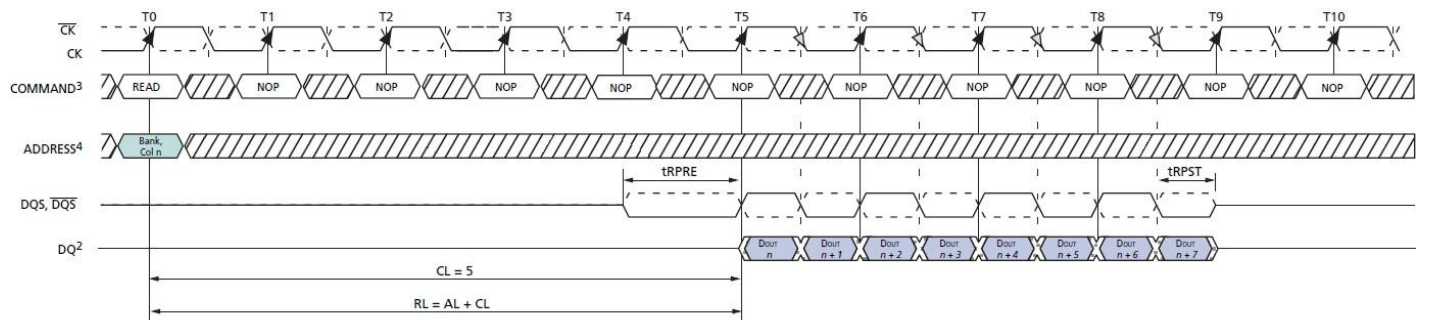 T0 T1 T2 T3 T4 T5 T6 T7 T8 T9 T10
CK
CK
COMMAND3 READ NOP NOP NOP NOP NOP NOP NOP NOP NOP NOP
Bank,
ADDRESS4 Col n
tRPRE tRPST
DQS, DQS
DOUT DOUT DOUT DOUT DOUT DOUT DOUT DOUT
DQ2 n n + 1 n + 2 n + 3 n + 4 n + 5 n + 6 n + 7
CL = 5
RL = AL + CL